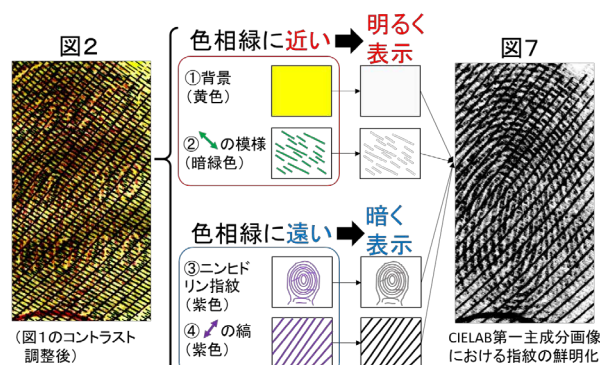 図2
色相緑に近い➡明るく
表示
①背景
(黄色)
②の模様
(暗緑色)
色相緑に遠い➡暗く
表示
③ニンヒド
リン指紋
(紫色)
④の縞
(紫色)
(図1のコントラスト
調整後)
図7
CIELAB第一主成分画像
における指紋の鮮明化